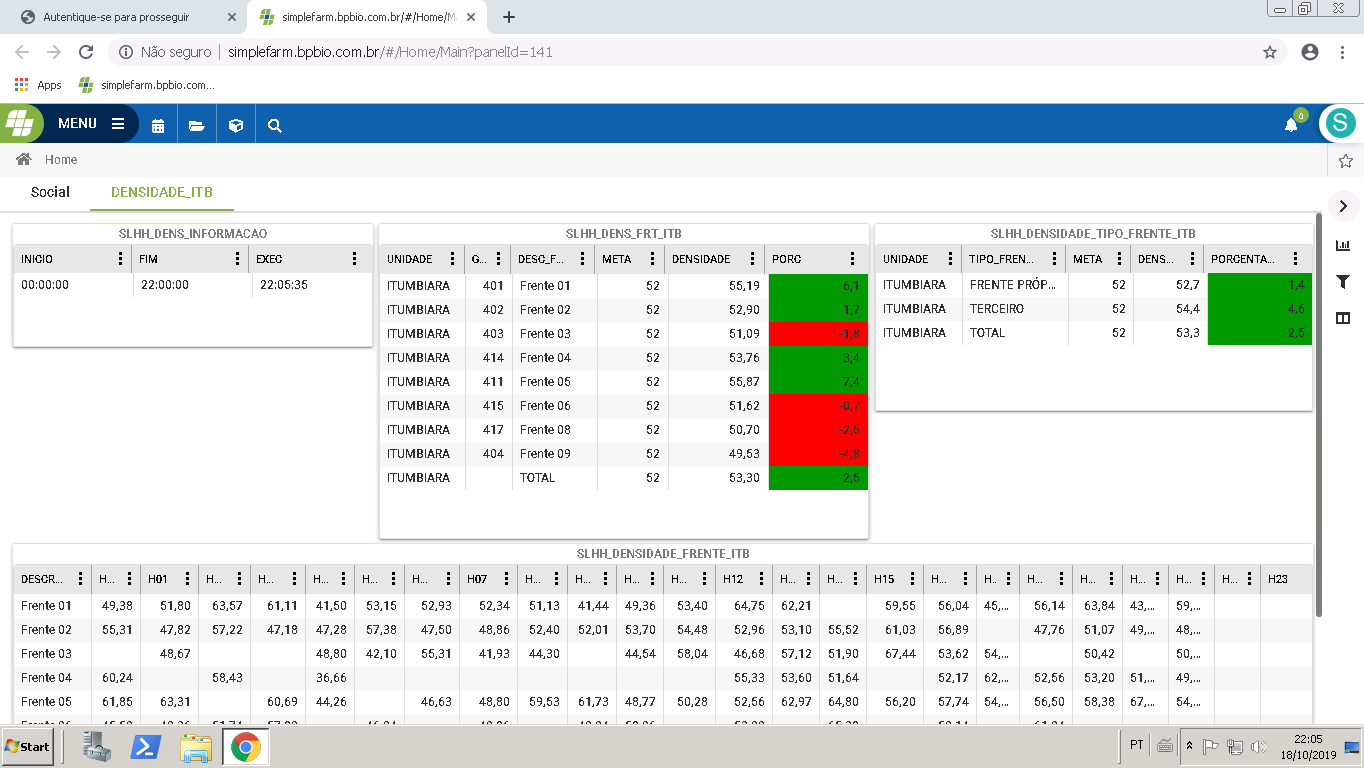 Autentique-se para prosseguir
simplefarm.bpbio.com.br/#/Home/M
Não seguro | simplefarm.bpbio.com.br/#/Home/Main?panelId=141
Apps simplefarm.bpbio.com...
MENU 0 S
Home
Social DENSIDADE_ITB
SLHH_DENS_INFORMACAO
INICIO FIM EXEC
00:00:00 22:00:00 22:05:35
SLHH_DENS_FRT_ITB
UNIDADE G... DESC_F... META DENSIDADE PORC
ITUMBIARA 401 Frente 01 52 55,19 6,1
ITUMBIARA 402 Frente 02 52 52,90 1,7
ITUMBIARA 403 Frente 03 52 51,09 -1,8
ITUMBIARA 414 Frente 04 52 53,76 3,4
ITUMBIARA 411 Frente 05 52 55,87 7,4
ITUMBIARA 415 Frente 06 52 51,62 -0,7
ITUMBIARA 417 Frente 08 52 50,70 -2,5
ITUMBIARA 404 Frente 09 52 49,53 -4,8
ITUMBIARA TOTAL 52 53,30 2,5
SLHH_DENSIDADE_TIPO_FRENTE_ITB
UNIDADE TIPO_FREN... META DENS... PORCENTA...
ITUMBIARA FRENTE PRÓP... 52 52,7 1,4
ITUMBIARA TERCEIRO 52 54,4 4,6
ITUMBIARA TOTAL 52 53,3 2,5
SLHH_DENSIDADE_FRENTE_ITB
DESCR... H... H01 H... H... H... H... H... H07 H... H... H... H... H12 H... H... H15 H... H.. H... H... H... H... H... H23
Frente 01 49,38 51,80 63,57 61,11 41,50 53,15 52,93 52,34 51,13 41,44 49,36 53,40 64,75 62,21 59,55 56,04 45,... 56,14 63,84 43,... 59,...
Frente 02 55,31 47,82 57,22 47,18 47,28 57,38 47,50 48,86 52,40 52,01 53,70 54,48 52,96 53,10 55,52 61,03 56,89 47,76 51,07 49,... 48,...
Frente 03 48,67 48,80 42,10 55,31 41,93 44,30 44,54 58,04 46,68 57,12 51,90 67,44 53,62 54,... 50,42 50,...
Frente 04 60,24 58,43 36,66 55,33 53,60 51,64 52,17 62,... 52,56 53,20 51,... 49,...
Frente 05 61,85 63,31 60,69 44,26 46,63 48,80 59,53 61,73 48,77 50,28 52,56 62,97 64,80 56,20 57,74 54,... 56,50 58,38 67,... 54,...
Start PT 22:05
18/10/2019